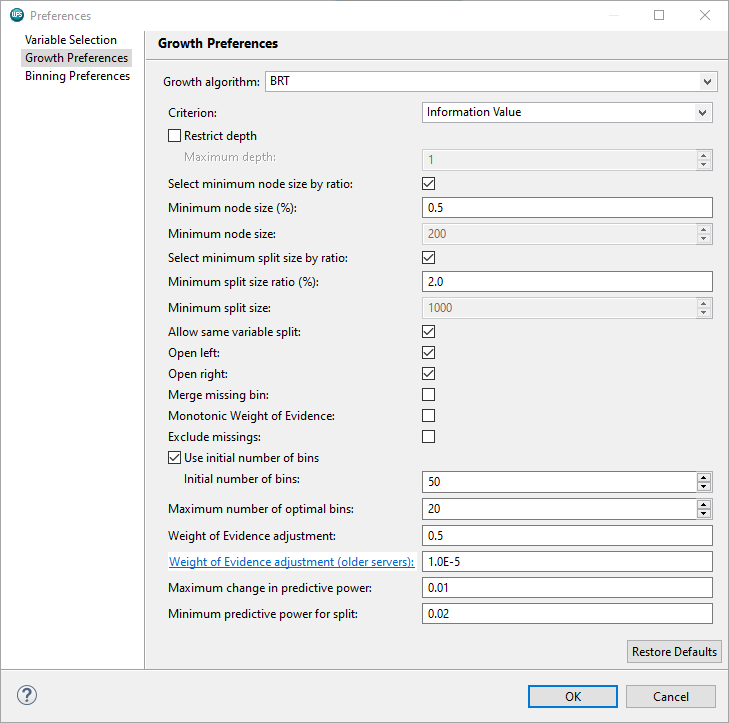 WPS Preferences
Variable Selection
Growth Preferences
Binning Preferences
Growth Preferences
Growth algorithm: BRT
Criterion: Information Value
Restrict depth
Maximum depth: 1
Select minimum node size by ratio:
Minimum node size (%): 0.5
Minimum node size: 200
Select minimum split size by ratio:
Minimum split size ratio (%): 2.0
Minimum split size: 1000
Allow same variable split:
Open left:
Open right:
Merge missing bin:
Monotonic Weight of Evidence:
Exclude missings:
Use initial number of bins
Initial number of bins: 50
Maximum number of optimal bins: 20
Weight of Evidence adjustment: 0.5
Weight of Evidence adjustment (older servers): 1.0E-5
Maximum change in predictive power: 0.01
Minimum predictive power for split: 0.02
Restore Defaults
? OK Cancel